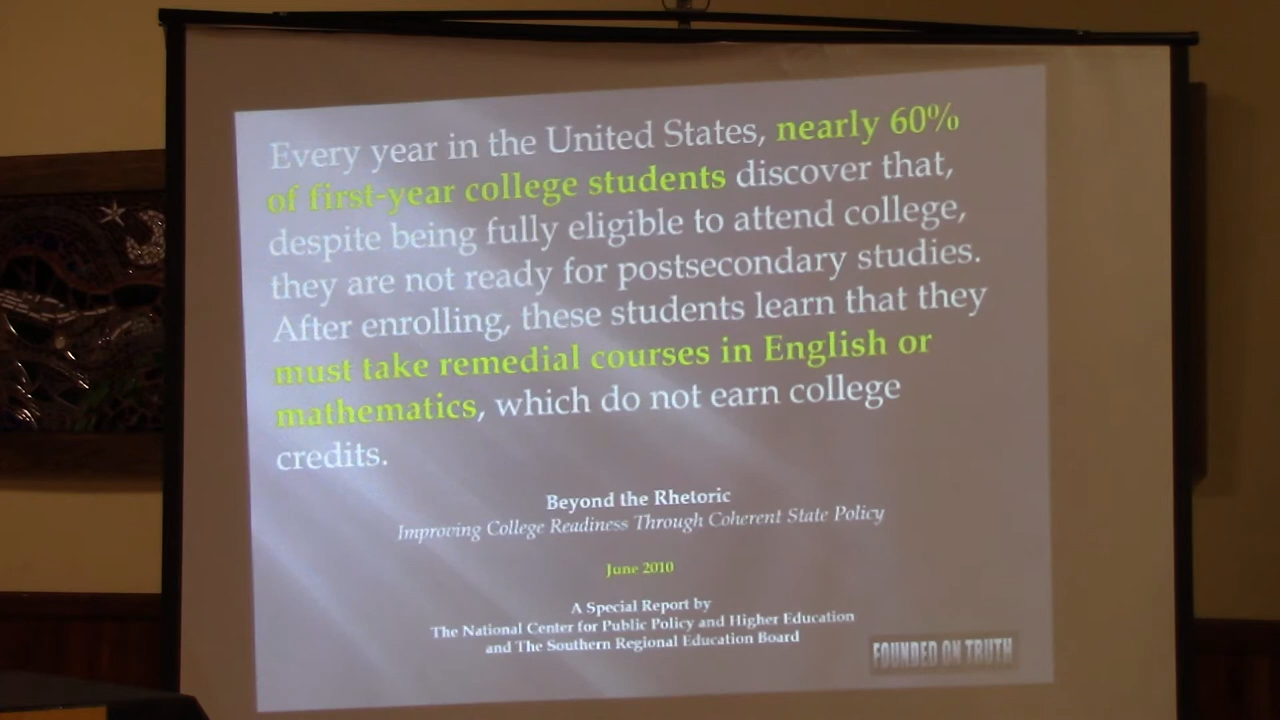 Every year in the United States, nearly 60%
of first-year college students discover that,
despite being fully eligible to attend college,
they are not ready for postsecondary studies.
After enrolling, these students learn that they
must take remedial courses in English or
mathematics, which do not earn college
credits.
Beyond the Rhetoric
Improving College Readiness Through Coherent State Policy
June 2010
A Special Report by
The National Center for Public Policy and Higher Education
and The Southern Regional Education Board
FOUNDED ON TRUTH